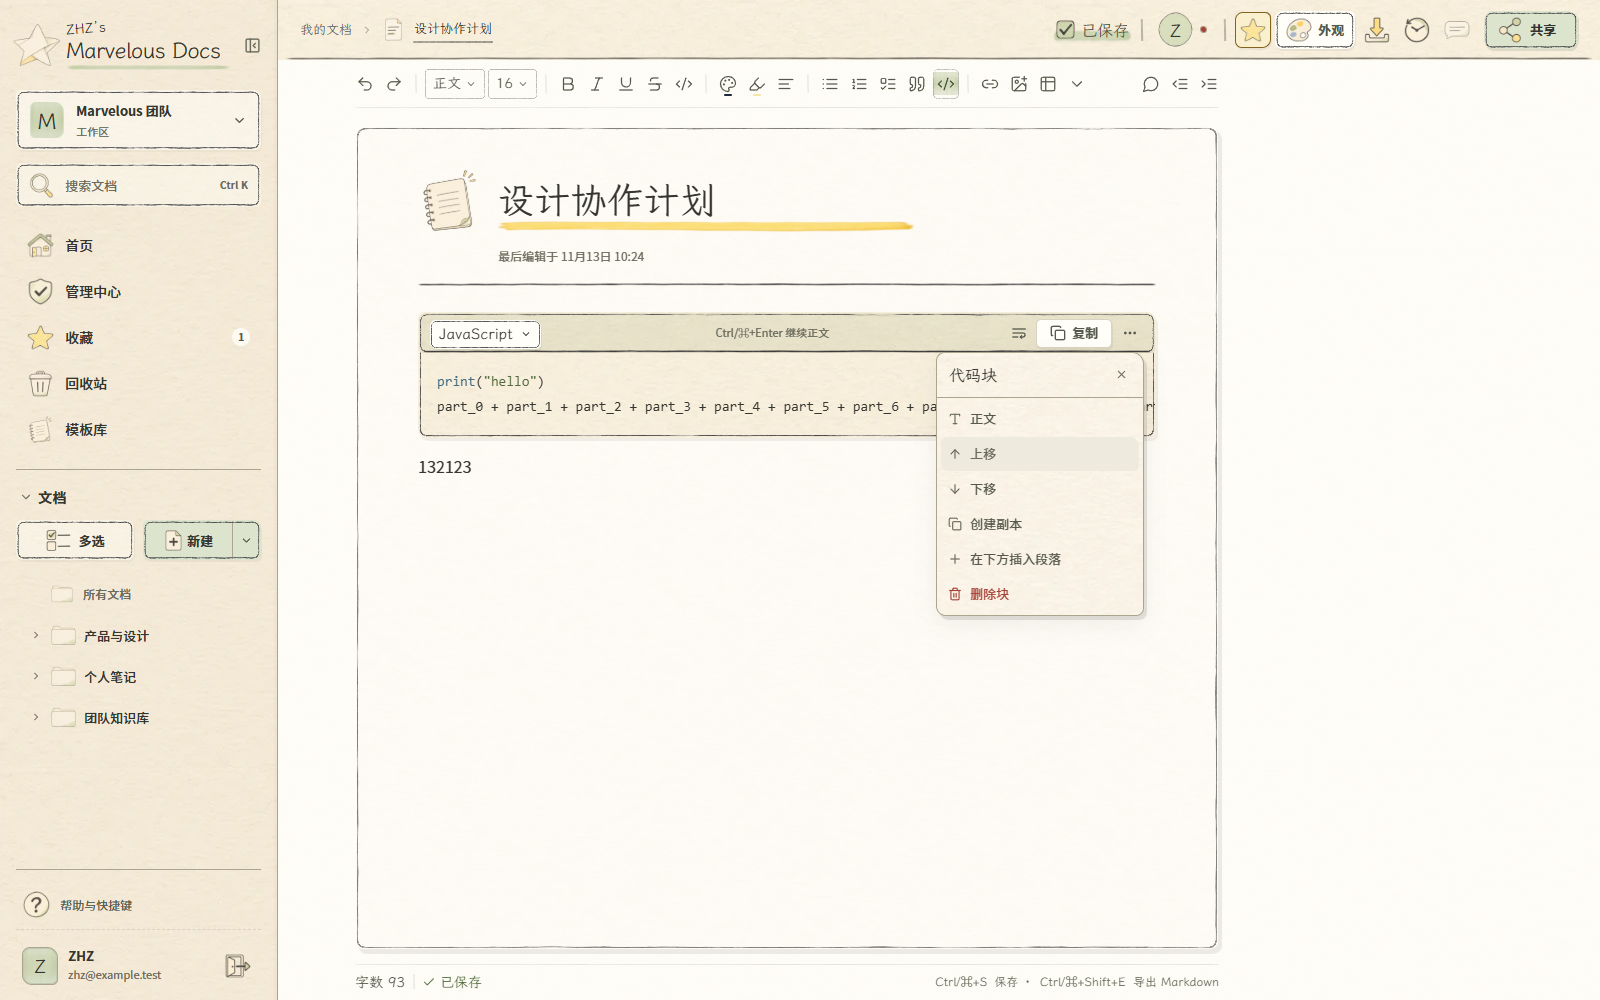 ZHZ's
Marvelous Docs
M
Marvelous 团队
工作区
搜索文档
Ctrl K
首页
管理中心
收藏
1
回收站
模板库
文档
多选
新建
所有文档
产品与设计
个人笔记
团队知识库
帮助与快捷键
Z
ZHZ
zhz@example.test
我的文档
设计协作计划
已保存
Z
外观
共享
正文
16
设计协作计划
最后编辑于 11月13日 10:24
JavaScript
Ctrl/⌘+Enter 继续正文
复制
print("hello")
part_0 + part_1 + part_2 + part_3 + part_4 + part_5 + part_6 + pa
132123
代码块
正文
上移
下移
创建副本
在下方插入段落
删除块
字数 93
已保存
Ctrl/⌘+S 保存 • Ctrl/⌘+Shift+E 导出 Markdown